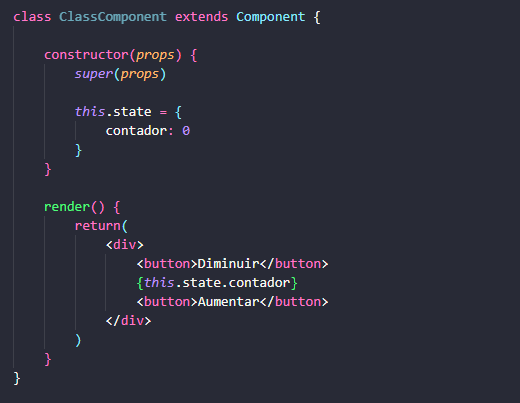 class ClassComponent extends Component {
constructor(props) {
super(props)
this.state = {
contador: 0
}
}
render() {
return(
<div>
<button>Diminuir</button>
{this.state.contador}
<button>Aumentar</button>
</div>
)
}
}